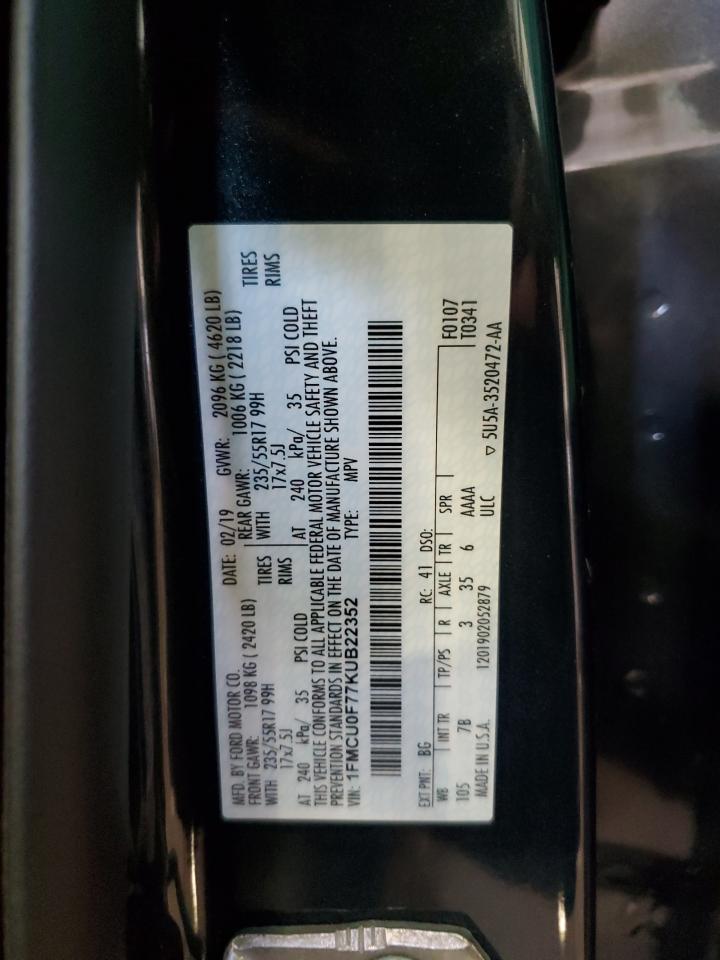 MFD. BY FORD MOTOR CO.
DATE: 02/19 GVWR: 2096 KG ( 4620 LB)
FRONT GAWR: 1098 KG ( 2420 LB)
REAR GAWR: 1006 KG ( 2218 LB)
WITH 235/55R17 99H TIRES
WITH 235/55R17 99H TIRES
17x7.5J RIMS
17x7.5J RIMS
AT 240 kPa/ 35 PSI COLD
AT 240 kPa/ 35 PSI COLD
THIS VEHICLE CONFORMS TO ALL APPLICABLE FEDERAL MOTOR VEHICLE SAFETY AND THEFT
PREVENTION STANDARDS IN EFFECT ON THE DATE OF MANUFACTURE SHOWN ABOVE.
VIN: 1FMCU0F77KUB22352 TYPE: MPV
EXT PNT: BG RC: 41 DSO:
WB INT TR TP/PS R AXLE TR SPR F0107
105 7B 3 35 6 AAAA T0341
ULC
MADE IN U.S.A. 1201902052879 ▽ 5U5A-3520472-AA